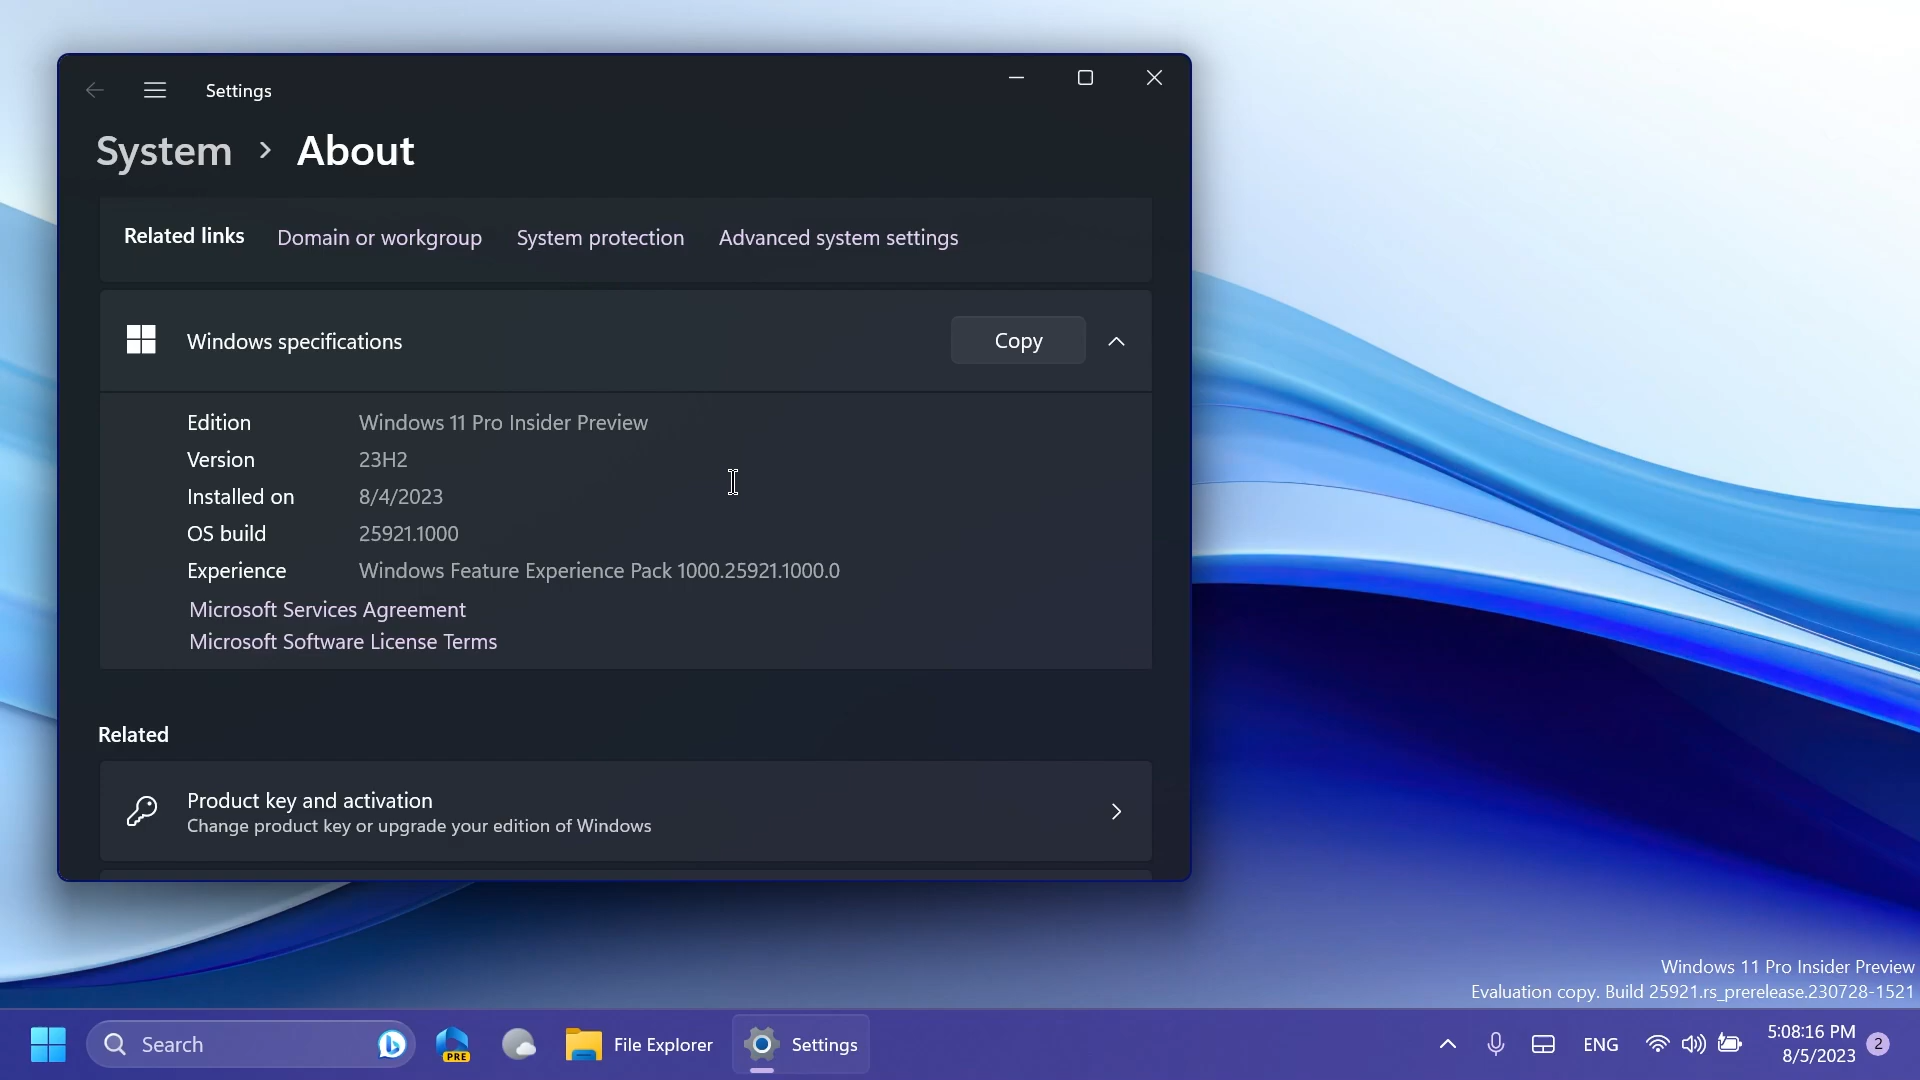 Settings
System > About
Related links Domain or workgroup System protection Advanced system settings
Windows specifications Copy
Edition Windows 11 Pro Insider Preview
Version 23H2
Installed on 8/4/2023
OS build 25921.1000
Experience Windows Feature Experience Pack 1000.25921.1000.0
Microsoft Services Agreement
Microsoft Software License Terms
Related
Product key and activation
Change product key or upgrade your edition of Windows
Windows 11 Pro Insider Preview
Evaluation copy. Build 25921.rs_prerelease.230728-1521
Search PRE File Explorer Settings ENG 5:08:16 PM 2
8/5/2023